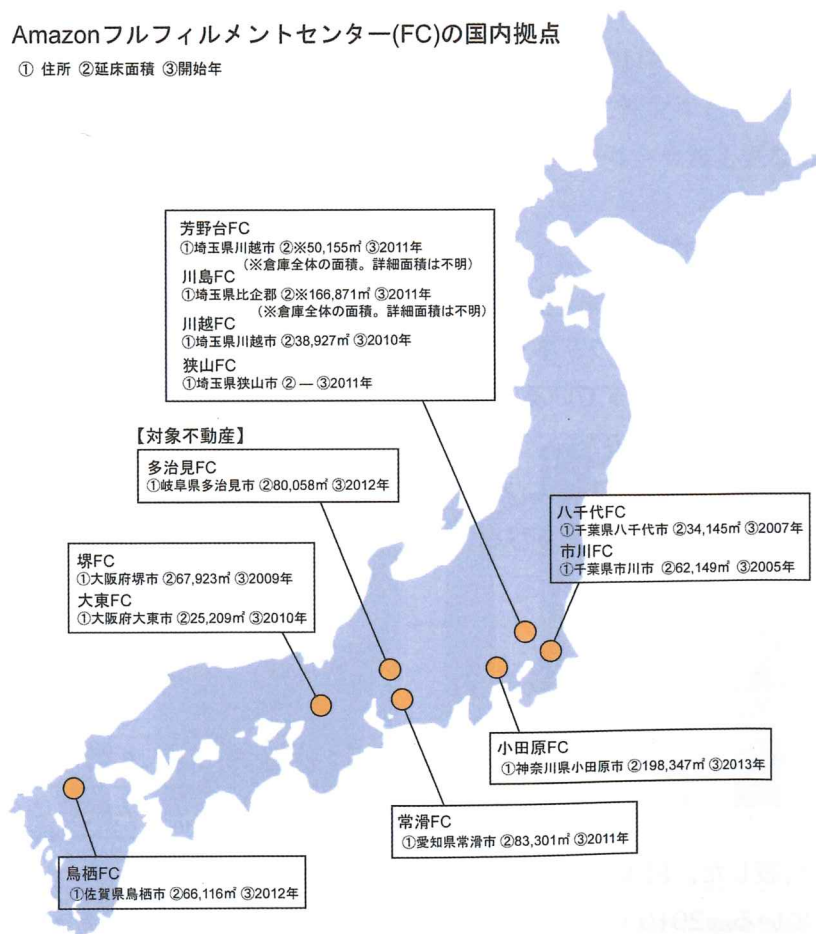 Amazonフルフィルメントセンター(FC)の国内拠点
① 住所 ②延床面積 ③開始年
芳野台FC
①埼玉県川越市 ②※50,155㎡ ③2011年
(※倉庫全体の面積。詳細面積は不明)
川島FC
①埼玉県比企郡 ②※166,871㎡ ③2011年
(※倉庫全体の面積。詳細面積は不明)
川越FC
①埼玉県川越市 ②38,927㎡ ③2010年
狭山FC
①埼玉県狭山市 ② — ③2011年
【対象不動産】
多治見FC
①岐阜県多治見市 ②80,058㎡ ③2012年
八千代FC
①千葉県八千代市 ②34,145㎡ ③2007年
市川FC
①千葉県市川市 ②62,149㎡ ③2005年
堺FC
①大阪府堺市 ②67,923㎡ ③2009年
大東FC
①大阪府大東市 ②25,209㎡ ③2010年
小田原FC
①神奈川県小田原市 ②198,347㎡ ③2013年
常滑FC
①愛知県常滑市 ②83,301㎡ ③2011年
鳥栖FC
①佐賀県鳥栖市 ②66,116㎡ ③2012年